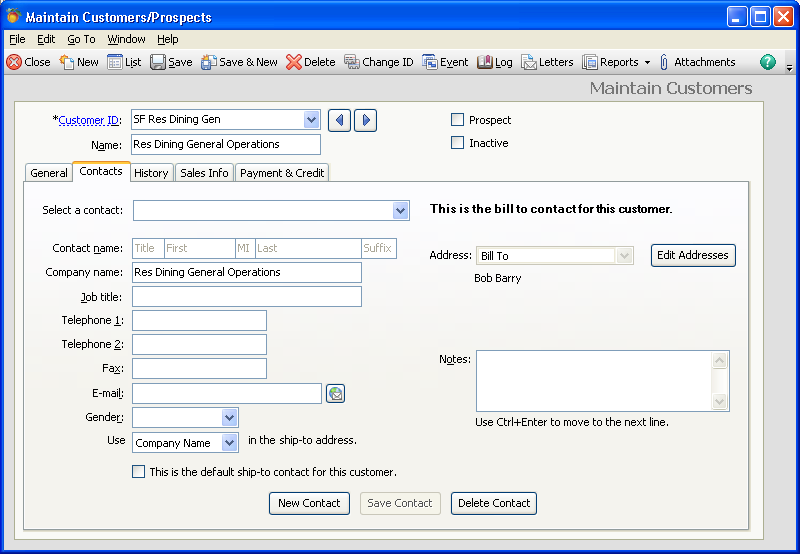 Maintain Customers/Prospects
File Edit Go To Window Help
Close New List Save Save & New Delete Change ID Event Log Letters Reports Attachments ?
Maintain Customers
*Customer ID: SF Res Dining Gen Prospect
Name: Res Dining General Operations Inactive
General Contacts History Sales Info Payment & Credit
Select a contact: This is the bill to contact for this customer.
Contact name: Title First MI Last Suffix Address: Bill To Edit Addresses
Company name: Res Dining General Operations Bob Barry
Job title:
Telephone 1:
Telephone 2:
Fax: Notes:
E-mail:
Gender: Use Ctrl+Enter to move to the next line.
Use Company Name in the ship-to address.
This is the default ship-to contact for this customer.
New Contact Save Contact Delete Contact